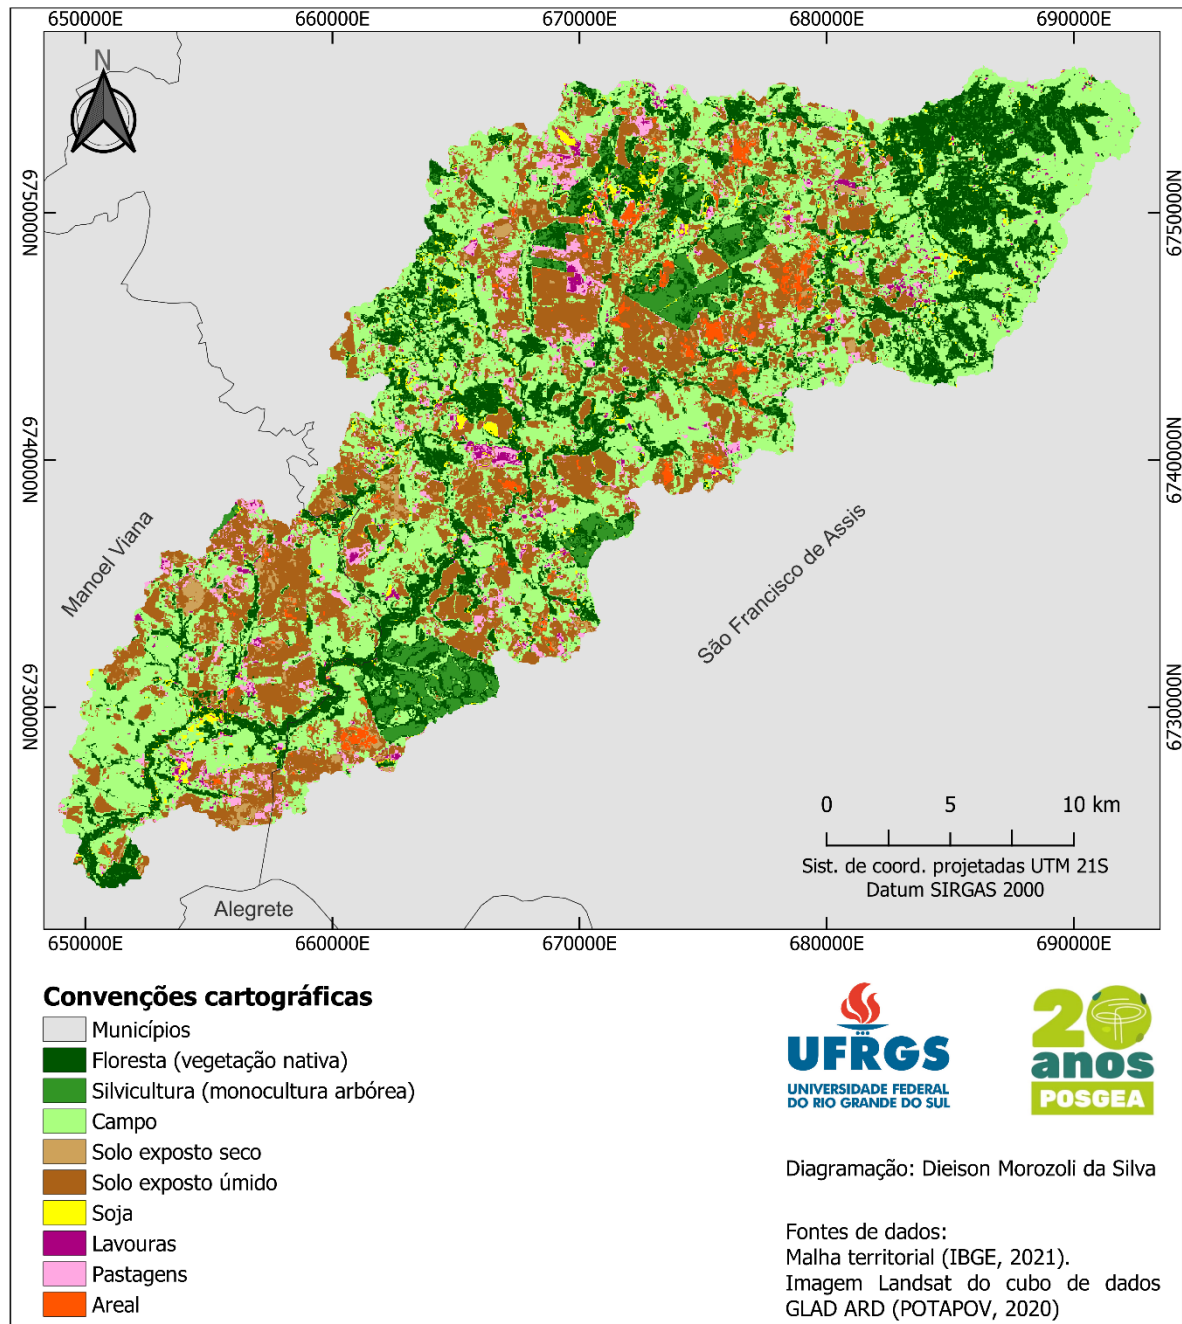 650000E
660000E
670000E
680000E
690000E
N
6750000N
6750000N
6740000N
6740000N
Manoel Viana
São Francisco de Assis
6730000N
6730000N
0 5 10 km
Sist. de coord. projetadas UTM 21S
Datum SIRGAS 2000
Alegrete
650000E
660000E
670000E
680000E
690000E
Convenções cartográficas
Municípios
Floresta (vegetação nativa)
Silvicultura (monocultura arbórea)
Campo
Solo exposto seco
Solo exposto úmido
Soja
Lavouras
Pastagens
Areal
UFRGS
UNIVERSIDADE FEDERAL
DO RIO GRANDE DO SUL
20
anos
POSGEA
Diagramação: Dieison Morozoli da Silva
Fontes de dados:
Malha territorial (IBGE, 2021).
Imagem Landsat do cubo de dados
GLAD ARD (POTAPOV, 2020)